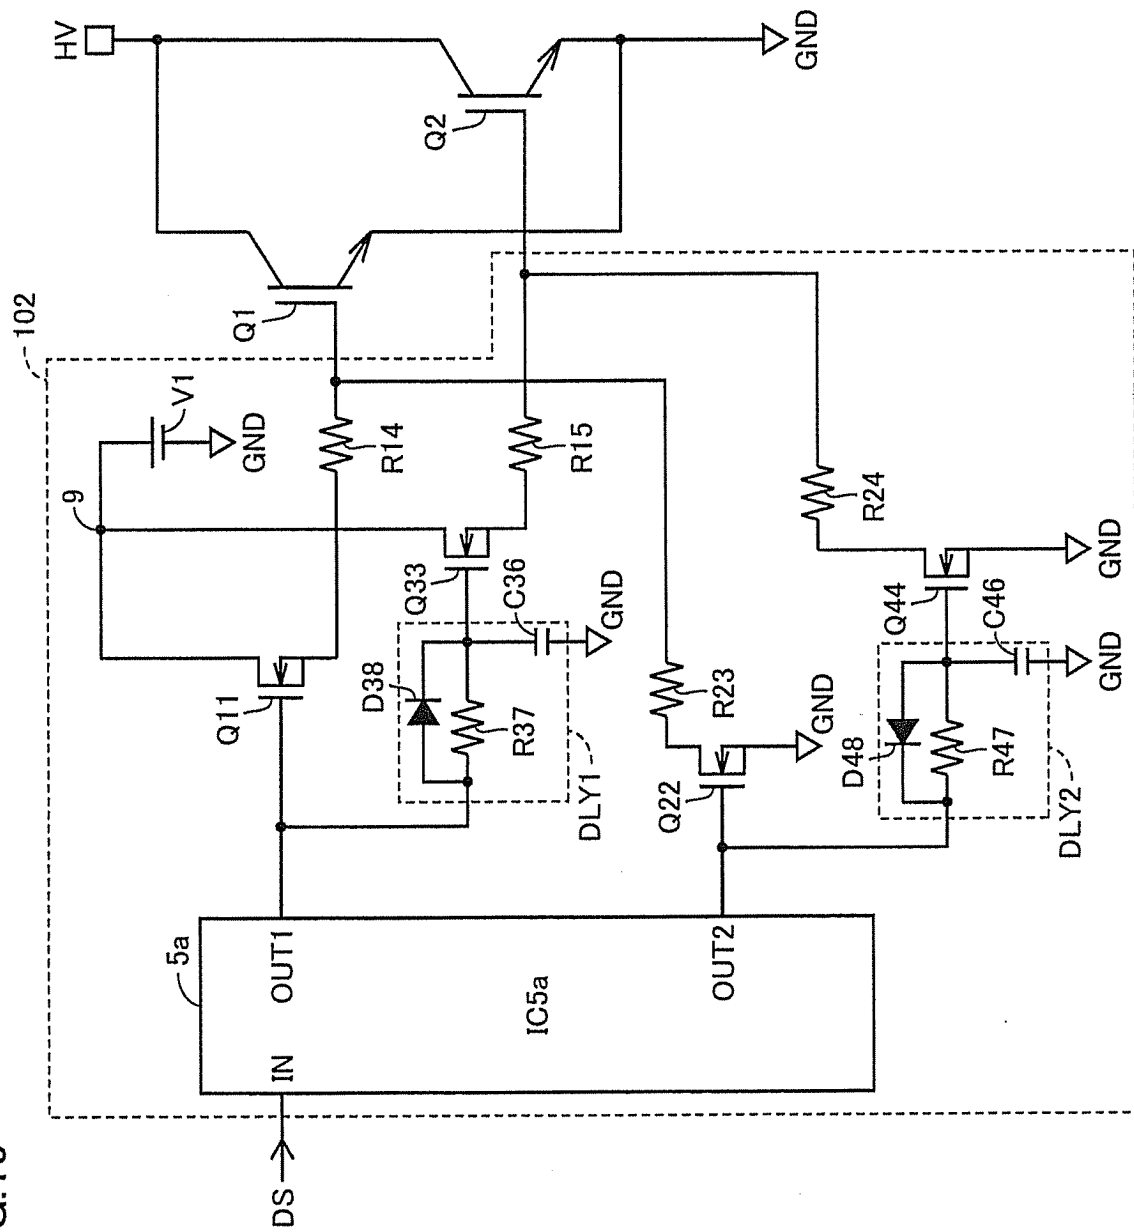 102
HV
9
V1
GND
5a
Q1
Q11
DS
IN
OUT1
R14
D38
Q33
Q2
C36
R37
R15
IC5a
DLY1
GND
Q22
R23
OUT2
GND
GND
D48
Q44
R24
C46
R47
DLY2
GND
GND